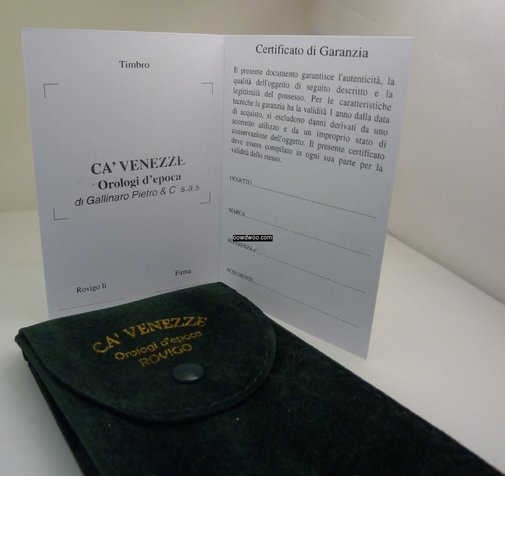 Timbro
CA' VENEZZE
Orologi d'epoca
di Gallinaro Pietro & C s.a.s
Rovigo lì
Firma
Certificato di Garanzia
Il presente documento garantisce l'autenticità, la
qualità dell'oggetto di seguito descritto e la
legittimità del possesso. Per le caratteristiche
tecniche la garanzia ha la validità 1 anno dalla data
di acquisto, si escludono danni derivati da uno
scorretto utilizzo e da un improprio stato di
conservazione dell'oggetto. Il presente certificato
deve essere compilato in ogni sua parte per la
validità dello stesso.
OGGETTO
MARCA
oowdwoo.com
ACQUIRENTE
CA' VENEZZE
Orologi d'epoca
ROVIGO